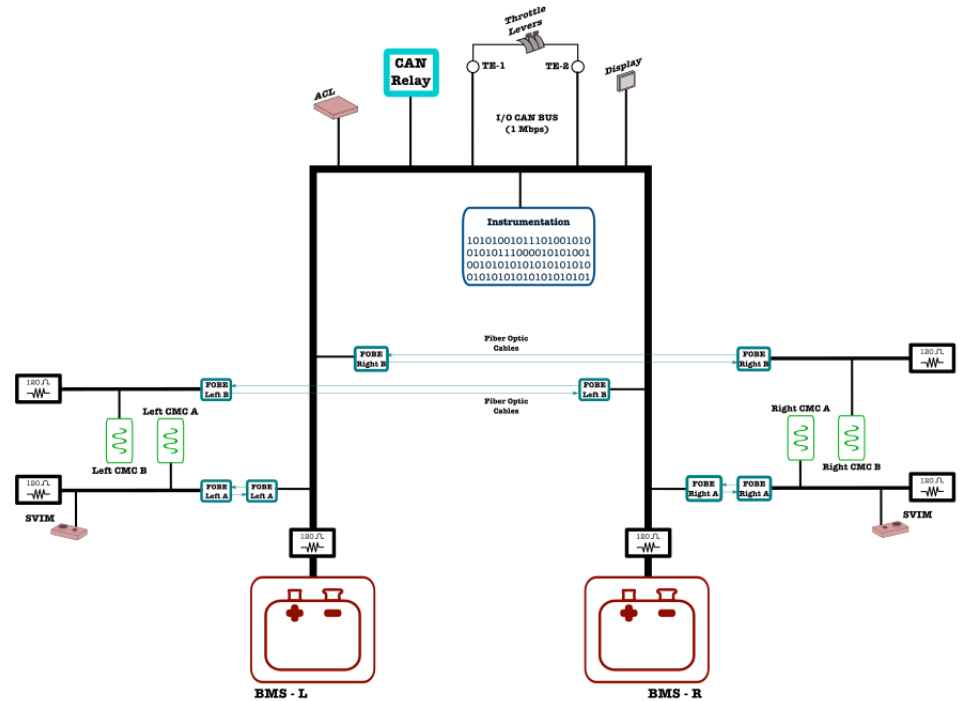 Throttle
Levers
CAN
Relay
TE-1
TE-2
Display
ACL
I/O CAN BUS
(1 Mbps)
Instrumentation
10101001011101001010
01010111000010101001
0010101010101010101010
0101010101010101010101
Fiber Optic
Cables
FOBE
Right B
FOBE
Right B
120 Ω
120 Ω
FOBE
Left B
FOBE
Left B
Fiber Optic
Cables
Left CMC A
Right CMC A
Left CMC B
Right CMC B
120 Ω
FOBE
Left A
FOBE
Left A
FOBE
Right A
FOBE
Right A
120 Ω
SVIM
SVIM
120 Ω
120 Ω
BMS - L
BMS - R